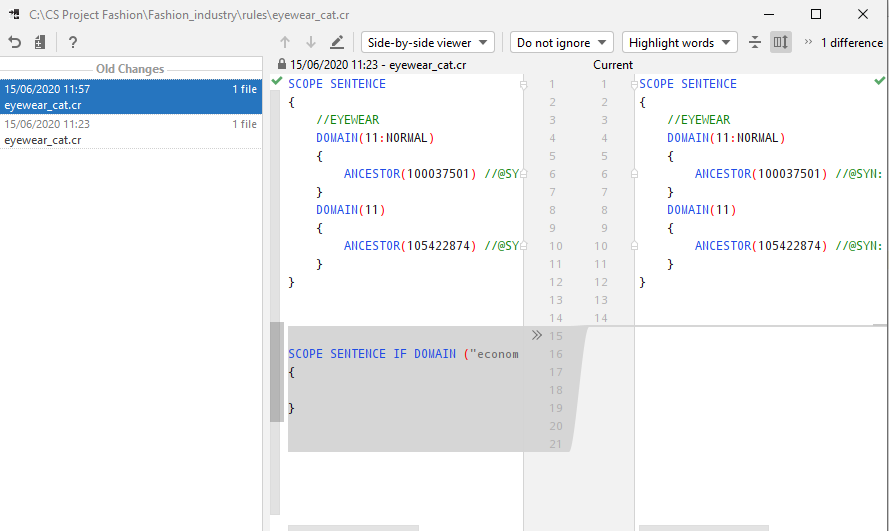 C:\CS Project Fashion\Fashion_industry\rules\eyewear_cat.cr
? Side-by-side viewer Do not ignore Highlight words 1 difference
Old Changes
15/06/2020 11:57 1 file
eyewear_cat.cr
15/06/2020 11:23 1 file
eyewear_cat.cr
15/06/2020 11:23 - eyewear_cat.cr Current
SCOPE SENTENCE 1 1 SCOPE SENTENCE
{ 2 2 {
//EYEWEAR 3 3 //EYEWEAR
DOMAIN(11:NORMAL) 4 4 DOMAIN(11:NORMAL)
{ 5 5 {
ANCESTOR(100037501) //@SY 6 6 ANCESTOR(100037501) //@SYN:
} 7 7 }
DOMAIN(11) 8 8 DOMAIN(11)
{ 9 9 {
ANCESTOR(105422874) //@SY 10 10 ANCESTOR(105422874) //@SYN:
} 11 11 }
} 12 12 }
13 13
14 14
15
SCOPE SENTENCE IF DOMAIN ("econom 16
{ 17
18
} 19
20
21